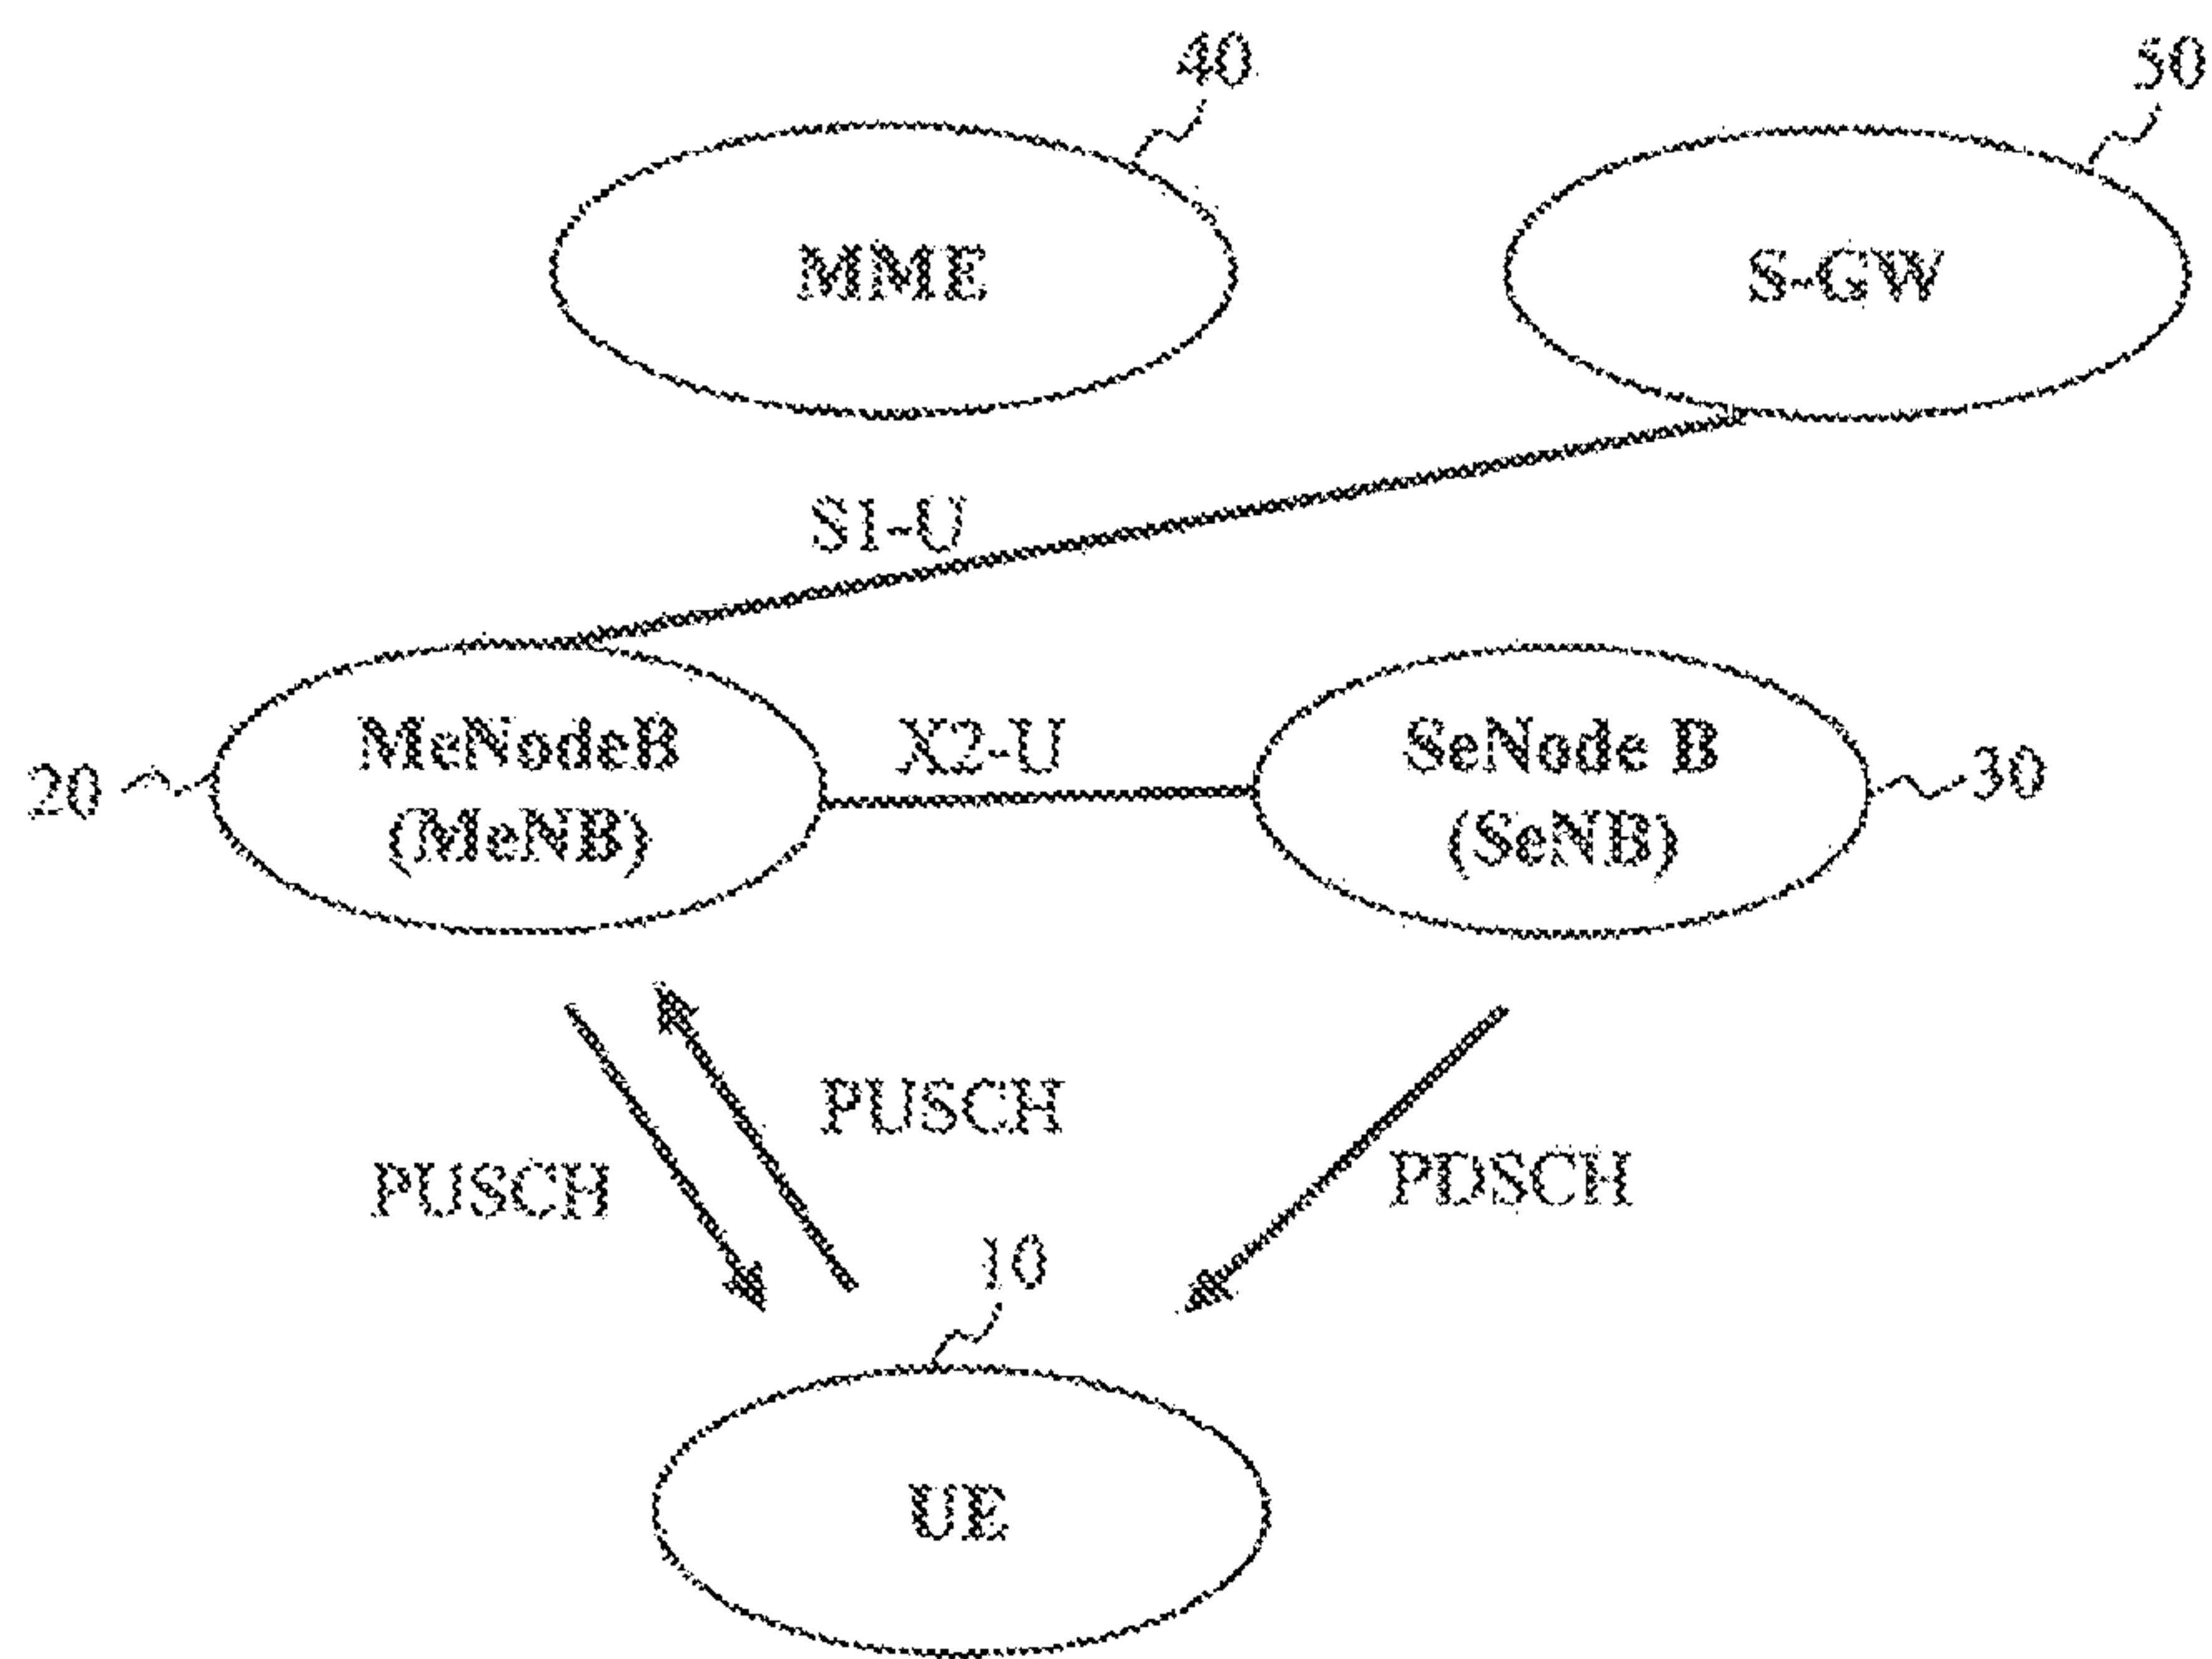 40
50
MME
S-GW
S1-U
MeNodeB
(MeNB)
X2-U
SeNode B
(SeNB)
20
30
PUSCH
PUSCH
PDSCH
10
UE